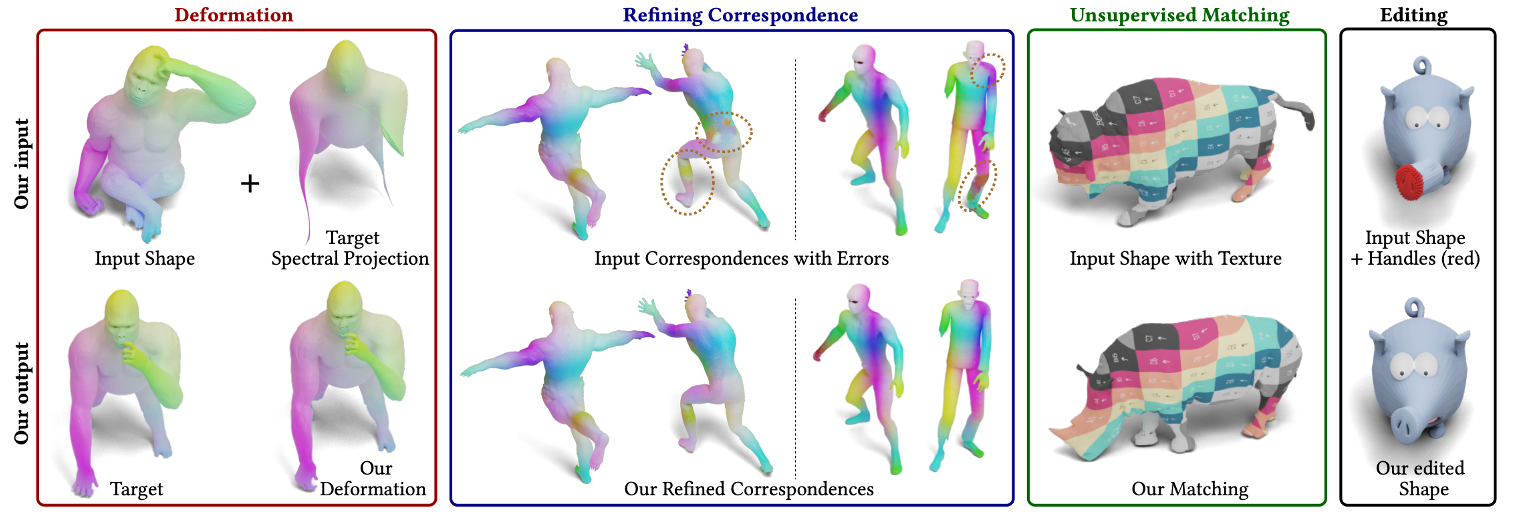 Deformation
Refining Correspondence
Unsupervised Matching
Editing
Our input
+
Input Shape
Target
Spectral Projection
Input Correspondences with Errors
Input Shape with Texture
Input Shape
+ Handles (red)
Our output
Target
Our
Deformation
Our Refined Correspondences
Our Matching
Our edited
Shape